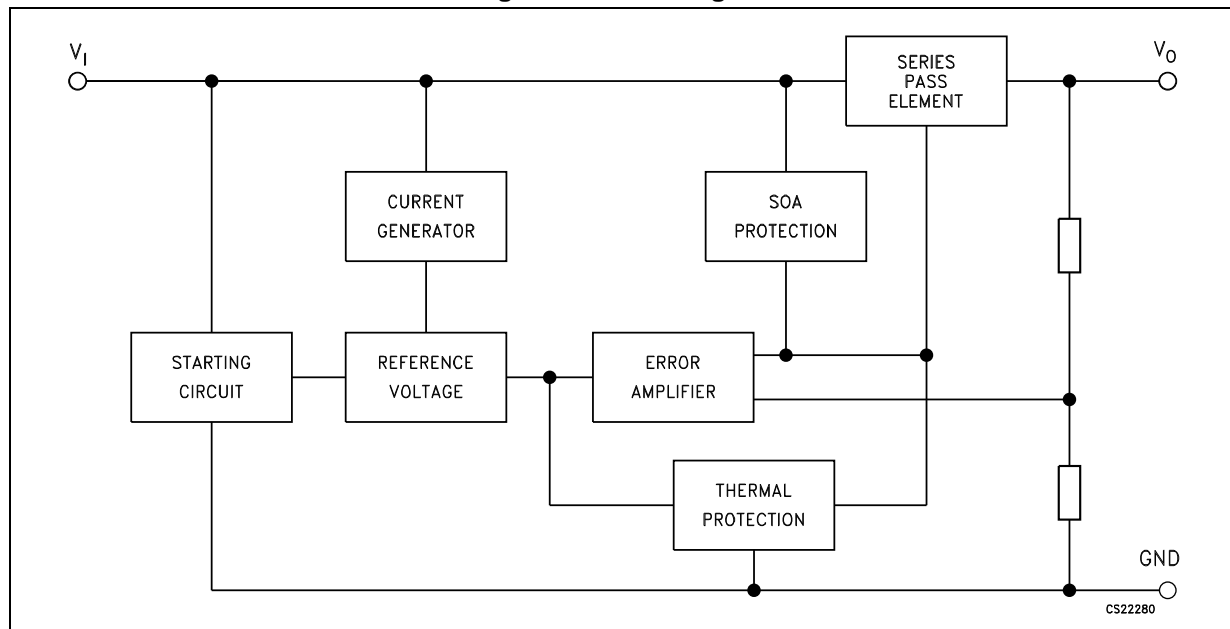 V_I
V_O
SERIES
PASS
ELEMENT
CURRENT
GENERATOR
SOA
PROTECTION
STARTING
CIRCUIT
REFERENCE
VOLTAGE
ERROR
AMPLIFIER
THERMAL
PROTECTION
GND
CS22280